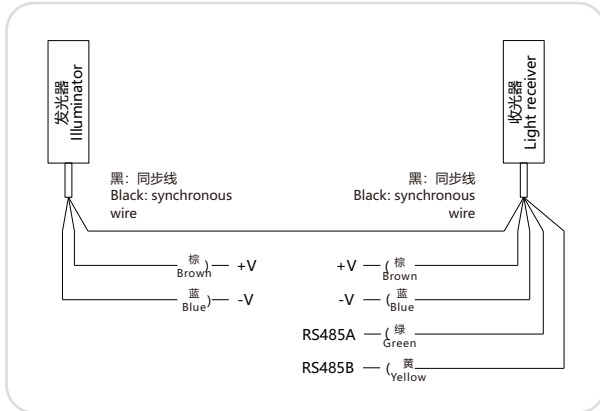 发光器
Illuminator
收光器
Light receiver
黑：同步线
Black: synchronous
wire
黑：同步线
Black: synchronous
wire
棕
Brown
+V
+V
棕
Brown
蓝
Blue
-V
-V
蓝
Blue
RS485A
绿
Green
RS485B
黄
Yellow